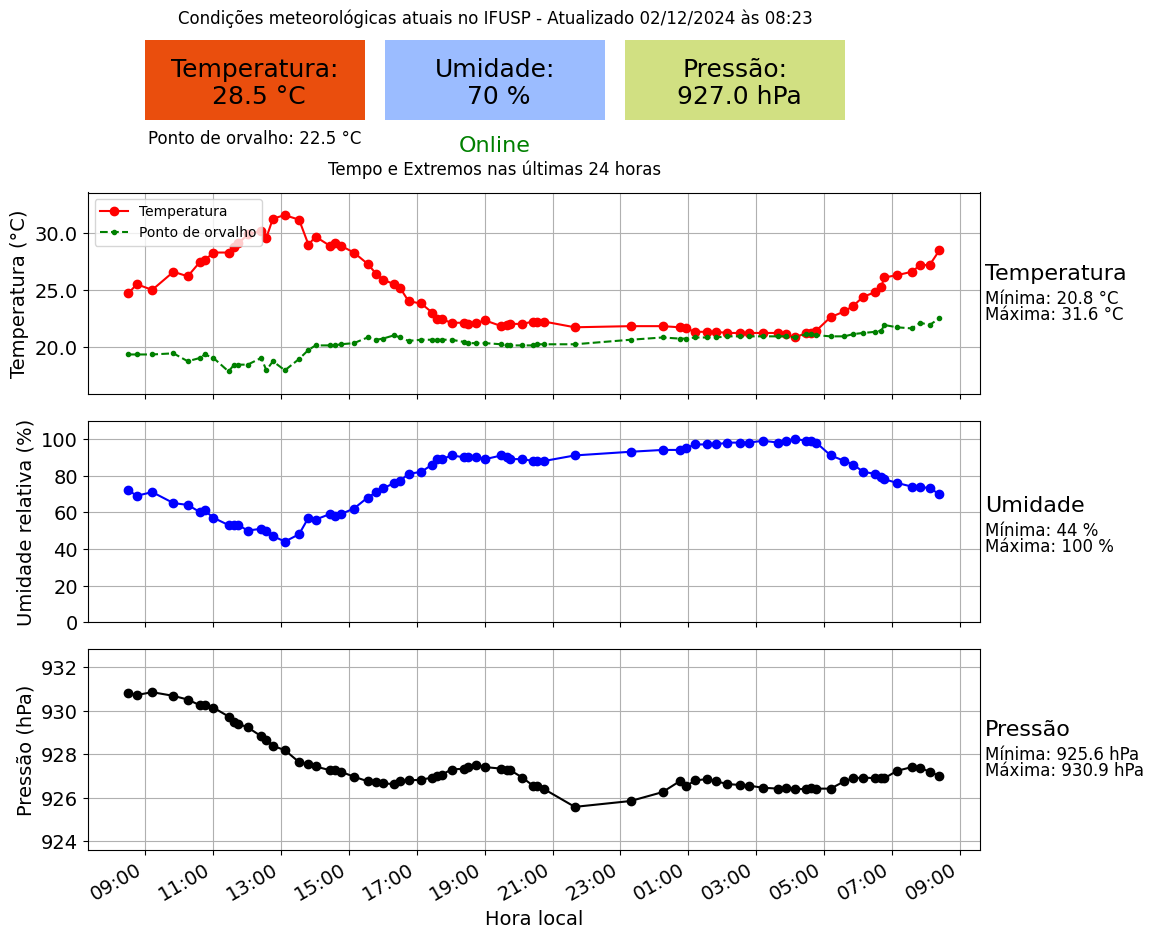 Condições meteorológicas atuais no IFUSP - Atualizado 02/12/2024 às 08:23
Temperatura:
28.5 °C
Umidade:
70 %
Pressão:
927.0 hPa
Ponto de orvalho: 22.5 °C
Online
Tempo e Extremos nas últimas 24 horas
Temperatura (°C)
30.0
25.0
20.0
Temperatura
Ponto de orvalho
Temperatura
Mínima: 20.8 °C
Máxima: 31.6 °C
Umidade relativa (%)
100
80
60
40
20
0
Umidade
Mínima: 44 %
Máxima: 100 %
Pressão (hPa)
932
930
928
926
924
Pressão
Mínima: 925.6 hPa
Máxima: 930.9 hPa
09:00
11:00
13:00
15:00
17:00
19:00
21:00
23:00
01:00
03:00
05:00
07:00
09:00
Hora local